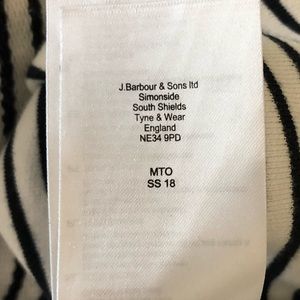 J.Barbour & Sons ltd
Simonside
South Shields
Tyne & Wear
England
NE34 9PD
MTO
SS 18